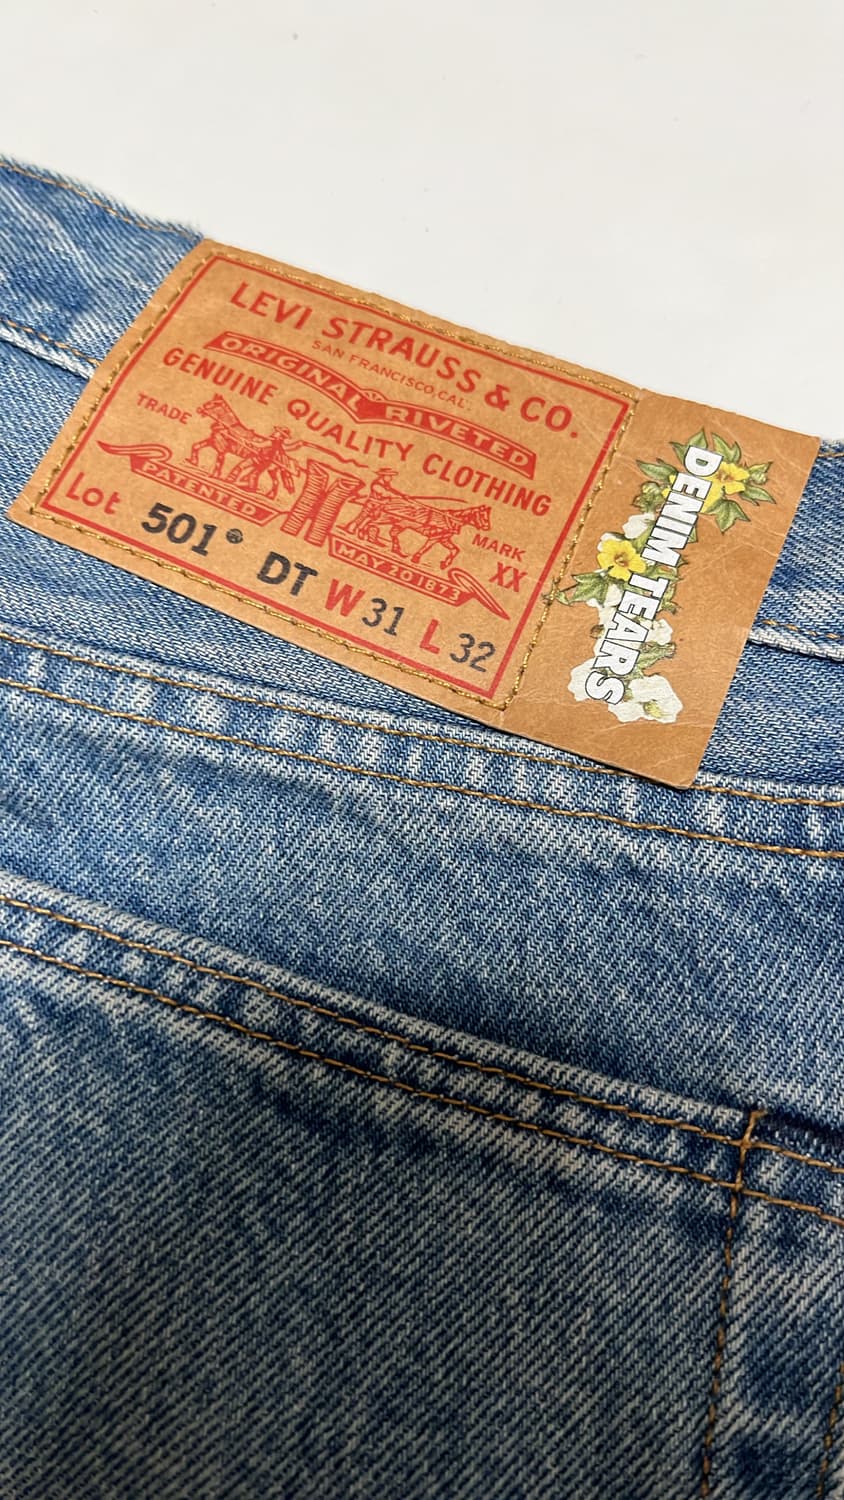 LEVI STRAUSS & CO.
SAN FRANCISCO, CAL.
ORIGINAL RIVETED
GENUINE QUALITY CLOTHING
TRADE MARK
PATENTED MAY 20 1873
XX
Lot 501® DT W 31 L 32
DENIM TEARS